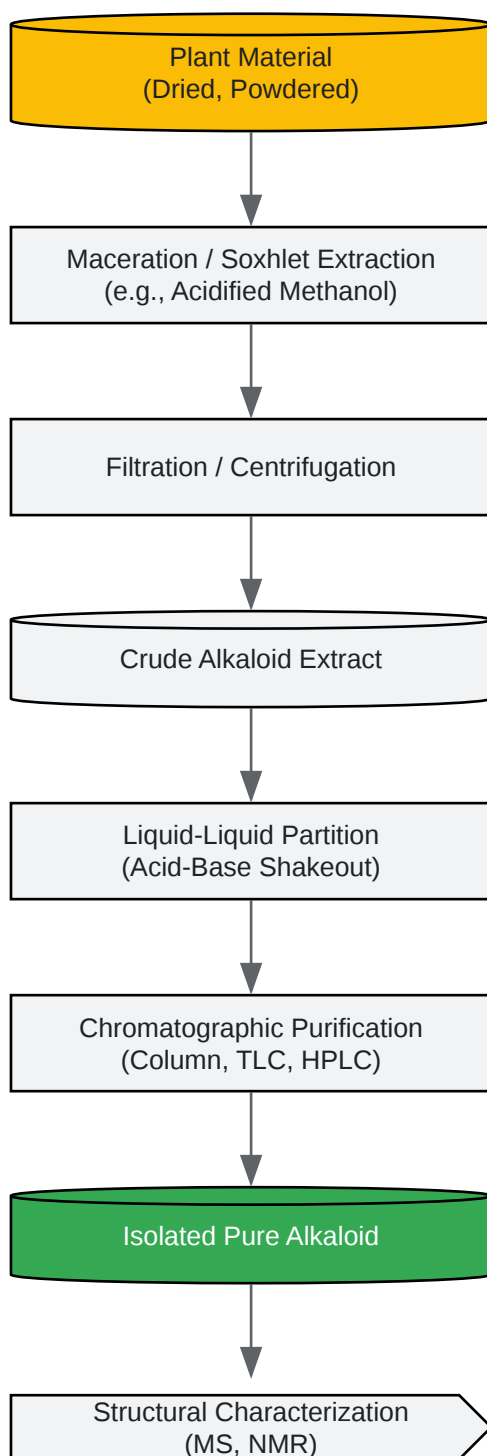 Plant Material
(Dried, Powdered)
Maceration / Soxhlet Extraction
(e.g., Acidified Methanol)
Filtration / Centrifugation
Crude Alkaloid Extract
Liquid-Liquid Partition
(Acid-Base Shakeout)
Chromatographic Purification
(Column, TLC, HPLC)
Isolated Pure Alkaloid
Structural Characterization
(MS, NMR)